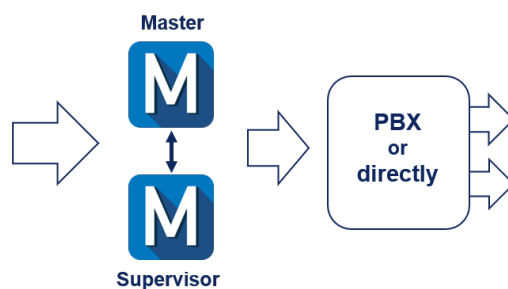 Master
M
M
Supervisor
PBX
or
directly